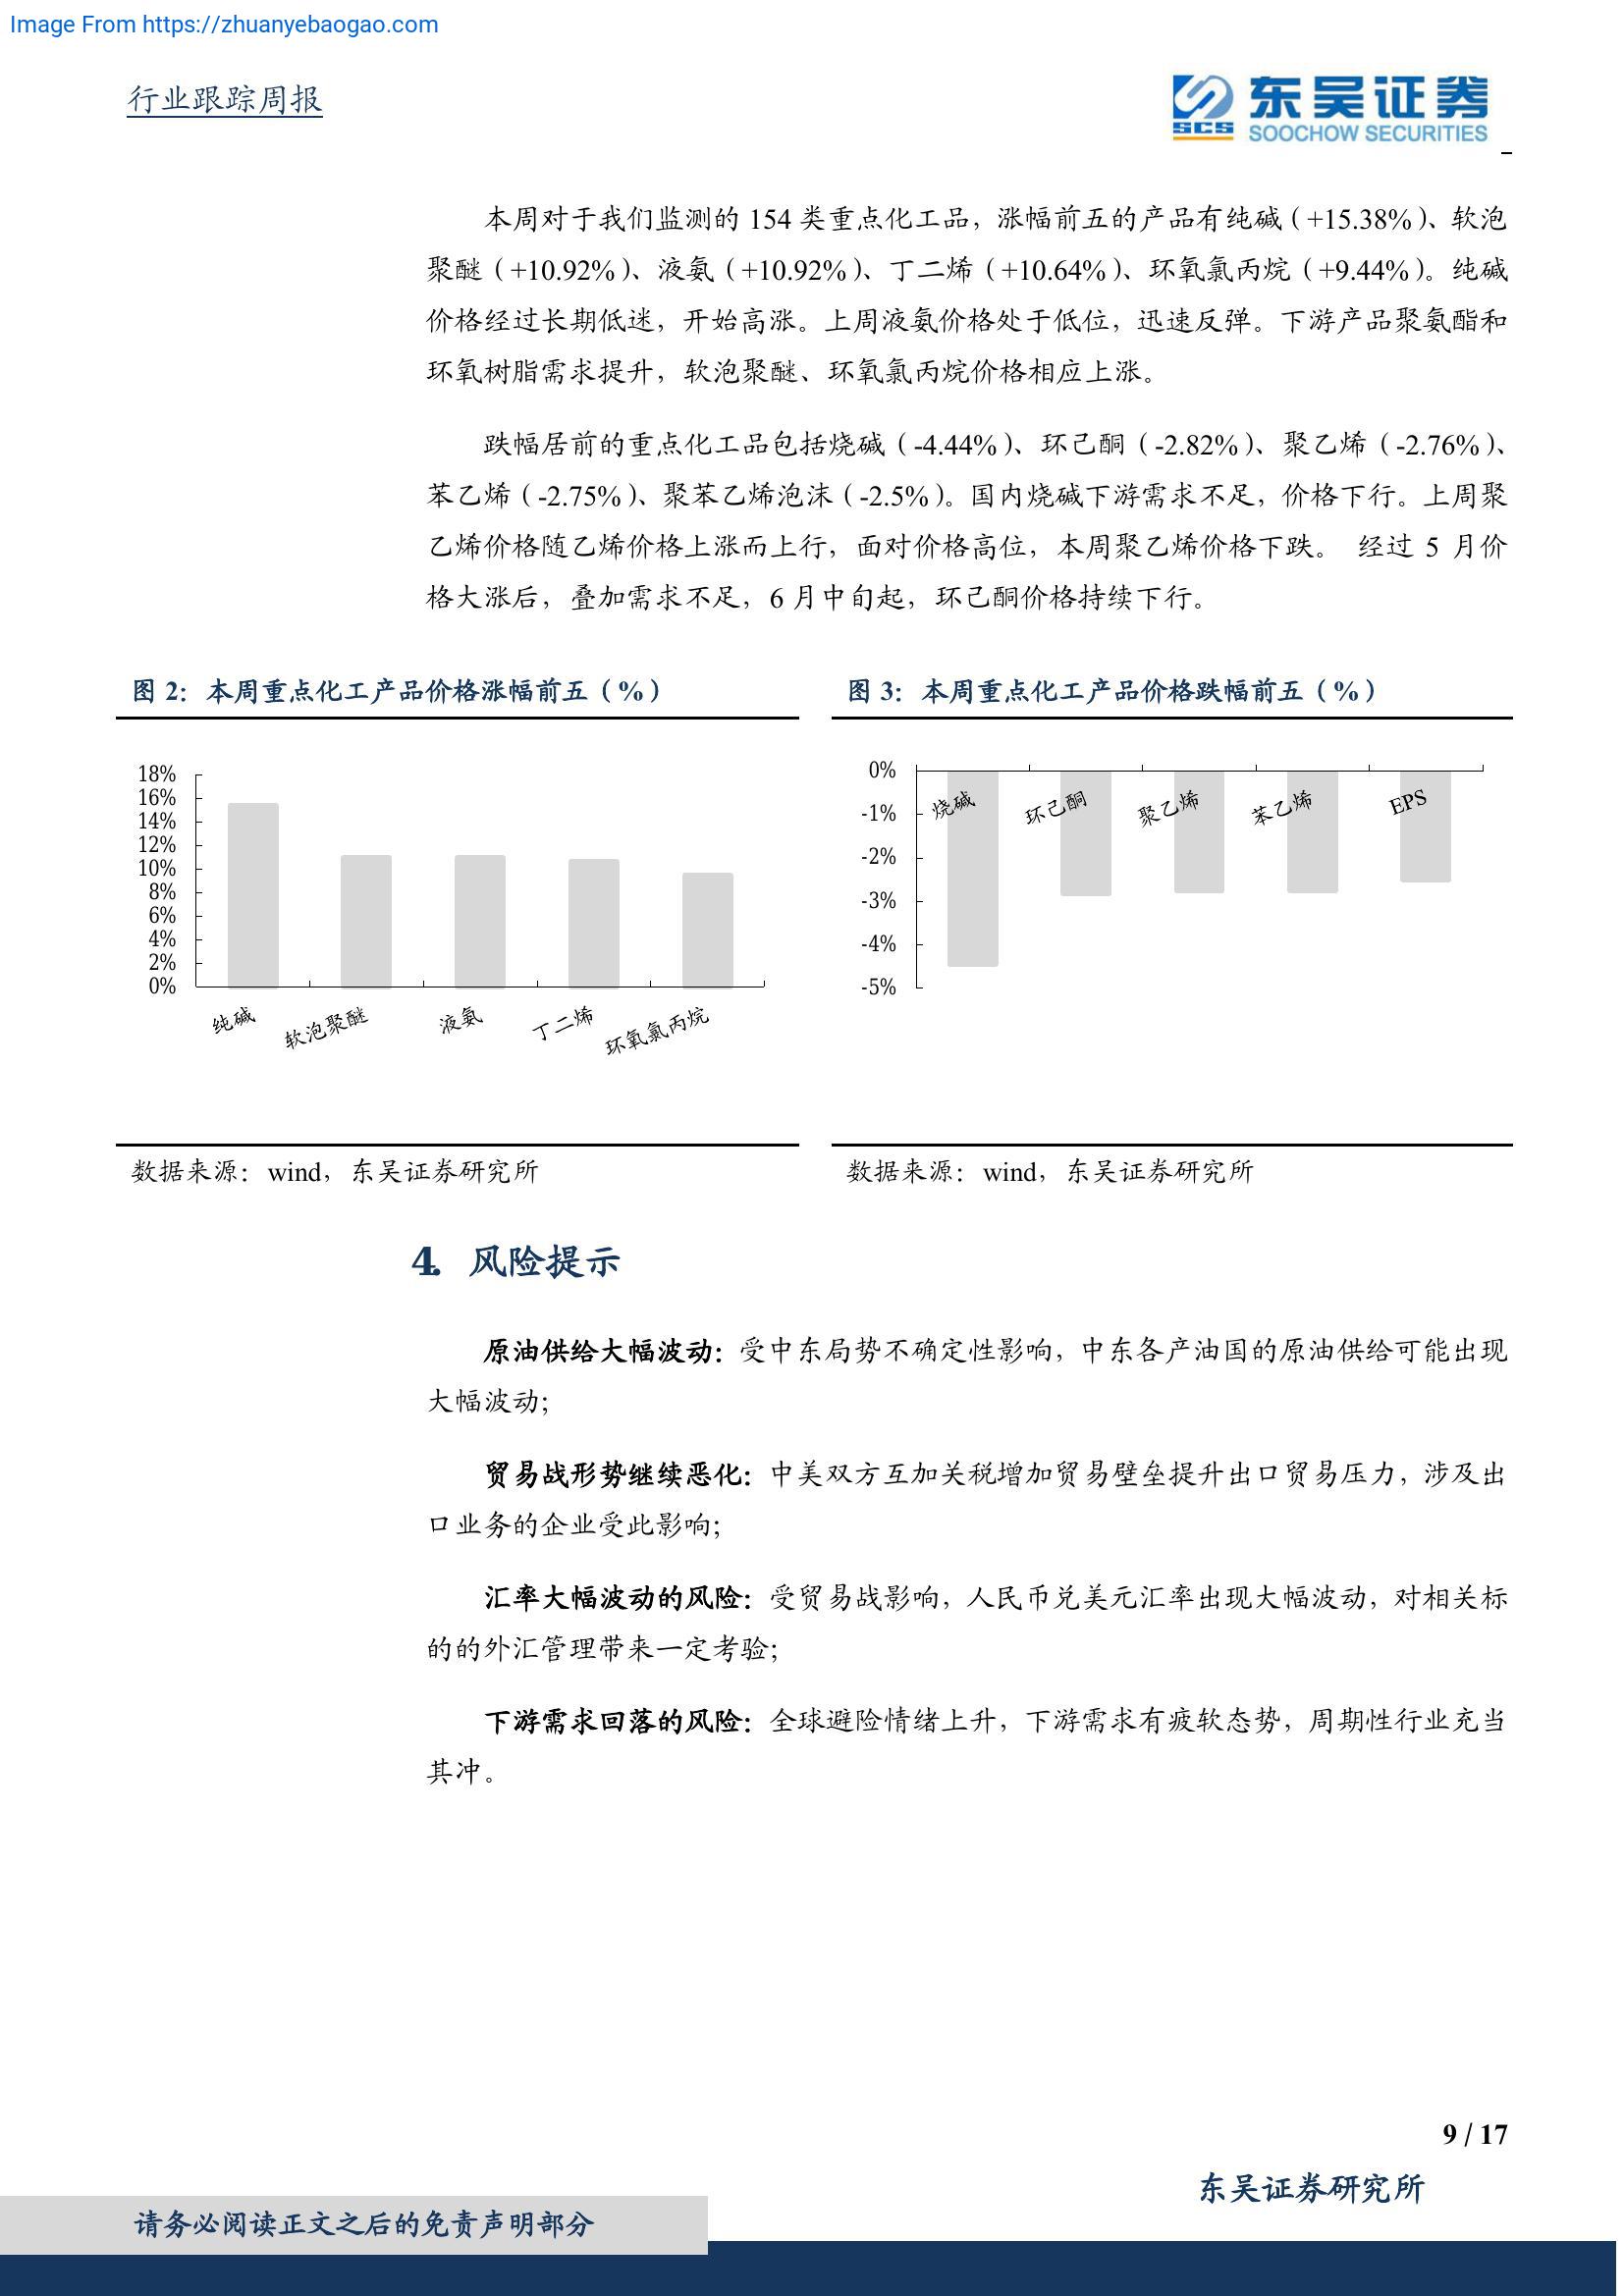 Image From https://zhuanyebaogao.com
行业跟踪周报
东吴证券
SCS
SOOCHOW SECURITIES
本周对于我们监测的 154 类重点化工品，涨幅前五的产品有纯碱（+15.38%）、软泡
聚醚（+10.92%）、液氨（+10.92%）、丁二烯（+10.64%）、环氧氯丙烷（+9.44%）。纯碱
价格经过长期低迷，开始高涨。上周液氨价格处于低位，迅速反弹。下游产品聚氨酯和
环氧树脂需求提升，软泡聚醚、环氧氯丙烷价格相应上涨。
跌幅居前的重点化工品包括烧碱（-4.44%）、环己酮（-2.82%）、聚乙烯（-2.76%）、
苯乙烯（-2.75%）、聚苯乙烯泡沫（-2.5%）。国内烧碱下游需求不足，价格下行。上周聚
乙烯价格随乙烯价格上涨而上行，面对价格高位，本周聚乙烯价格下跌。 经过 5 月价
格大涨后，叠加需求不足，6 月中旬起，环己酮价格持续下行。
图 2：本周重点化工产品价格涨幅前五（%）
18%
16%
14%
12%
10%
8%
6%
4%
2%
0%
纯碱
软泡聚醚
液氨
丁二烯
环氧氯丙烷
数据来源：wind，东吴证券研究所
图 3：本周重点化工产品价格跌幅前五（%）
0%
-1%
-2%
-3%
-4%
-5%
烧碱
环己酮
聚乙烯
苯乙烯
EPS
数据来源：wind，东吴证券研究所
4. 风险提示
原油供给大幅波动：受中东局势不确定性影响，中东各产油国的原油供给可能出现
大幅波动；
贸易战形势继续恶化：中美双方互加关税增加贸易壁垒提升出口贸易压力，涉及出
口业务的企业受此影响；
汇率大幅波动的风险：受贸易战影响，人民币兑美元汇率出现大幅波动，对相关标
的的外汇管理带来一定考验；
下游需求回落的风险：全球避险情绪上升，下游需求有疲软态势，周期性行业充当
其冲。
9 / 17
东吴证券研究所
请务必阅读正文之后的免责声明部分